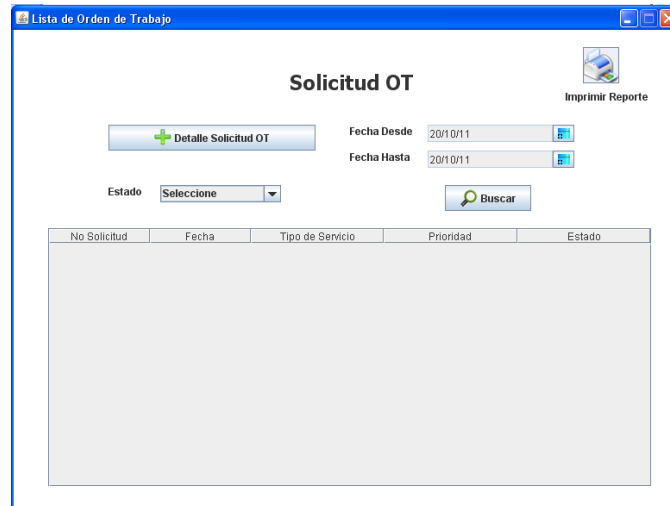 Lista de Orden de Trabajo
Solicitud OT
Imprimir Reporte
Detalle Solicitud OT
Fecha Desde 20/10/11
Fecha Hasta 20/10/11
Estado Seleccione
Buscar
No Solicitud Fecha Tipo de Servicio Prioridad Estado